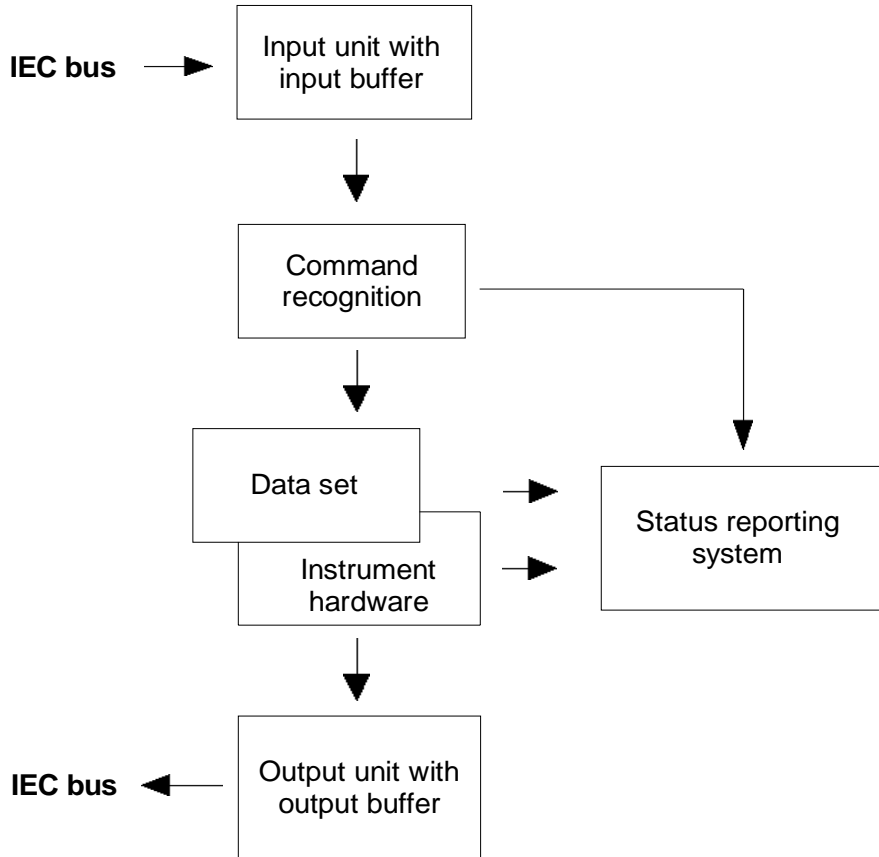 Input unit with
input buffer
IEC bus
Command
recognition
Data set
Status reporting
system
Instrument
hardware
Output unit with
output buffer
IEC bus